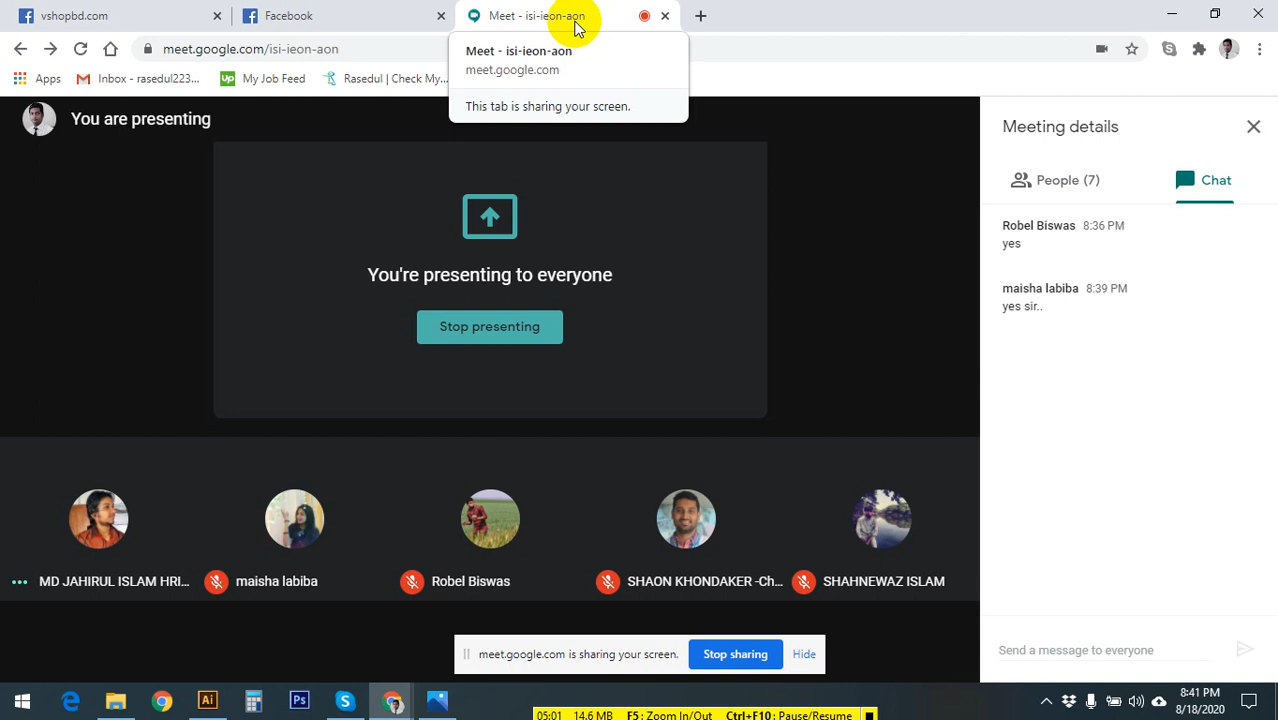 vshopbd.com
Facebook
Meet - isi-ieon-aon
meet.google.com/isi-ieon-aon
Apps
Inbox - rasedul223...
Up
My Job Feed
Rasedul | Check My...
Meet - isi-ieon-aon
meet.google.com
This tab is sharing your screen.
You are presenting
You're presenting to everyone
Stop presenting
Meeting details
People (7)
Chat
Robel Biswas 8:36 PM
yes
maisha labiba 8:39 PM
yes sir..
MD JAHIRUL ISLAM HRI...
maisha labiba
Robel Biswas
SHAON KHONDAKER -Ch...
SHAHNEWAZ ISLAM
Send a message to everyone
meet.google.com is sharing your screen.
Stop sharing
Hide
Ai
Ps
8:41 PM
8/18/2020
05:01 14.6 MB F5: Zoom In/Out Ctrl+F10 : Pause/Resume